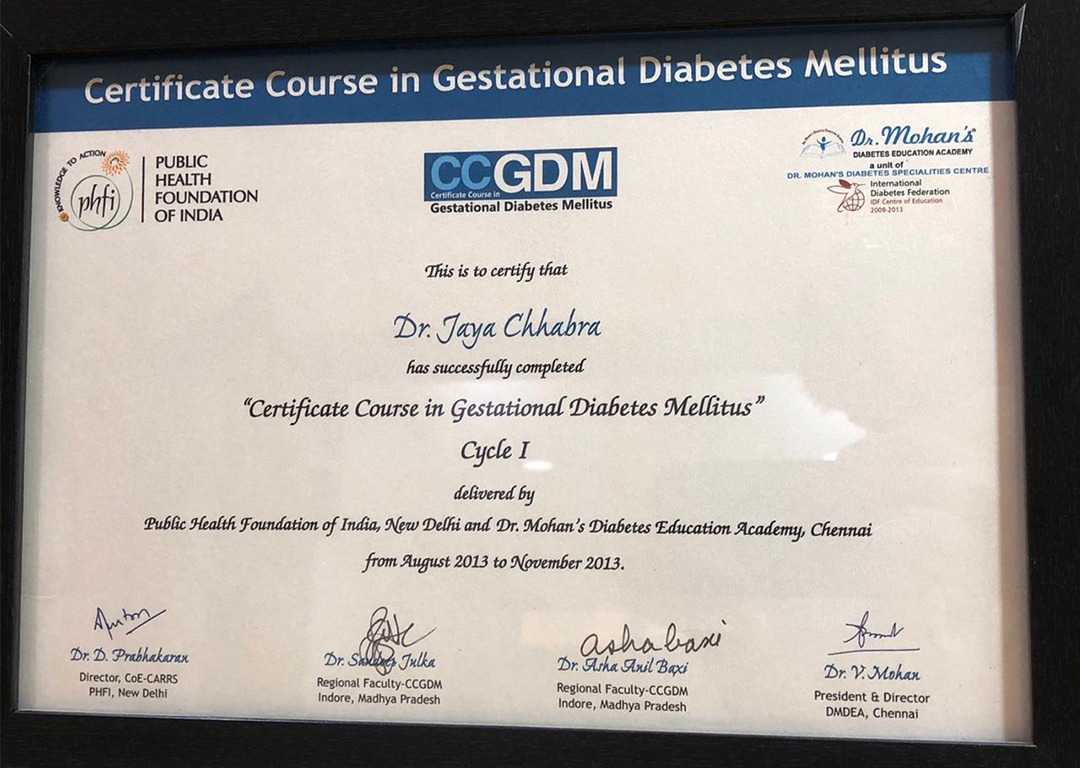 Certificate Course in Gestational Diabetes Mellitus
KNOWLEDGE TO ACTION
phfi
PUBLIC
HEALTH
FOUNDATION
OF INDIA
CCGDM
Certificate Course in
Gestational Diabetes Mellitus
Dr. Mohan's
DIABETES EDUCATION ACADEMY
a unit of
DR. MOHAN'S DIABETES SPECIALITIES CENTRE
International
Diabetes Federation
IDF Centre of Education
2009-2013
This is to certify that
Dr. Jaya Chhabra
has successfully completed
“Certificate Course in Gestational Diabetes Mellitus”
Cycle I
delivered by
Public Health Foundation of India, New Delhi and Dr. Mohan's Diabetes Education Academy, Chennai
from August 2013 to November 2013.
Dr. D. Prabhakaran
Director, CoE-CARRS
PHFI, New Delhi
Dr. Sandeep Julka
Regional Faculty-CCGDM
Indore, Madhya Pradesh
asha baxi
Dr. Asha Anil Baxi
Regional Faculty-CCGDM
Indore, Madhya Pradesh
Dr. V. Mohan
President & Director
DMDEA, Chennai